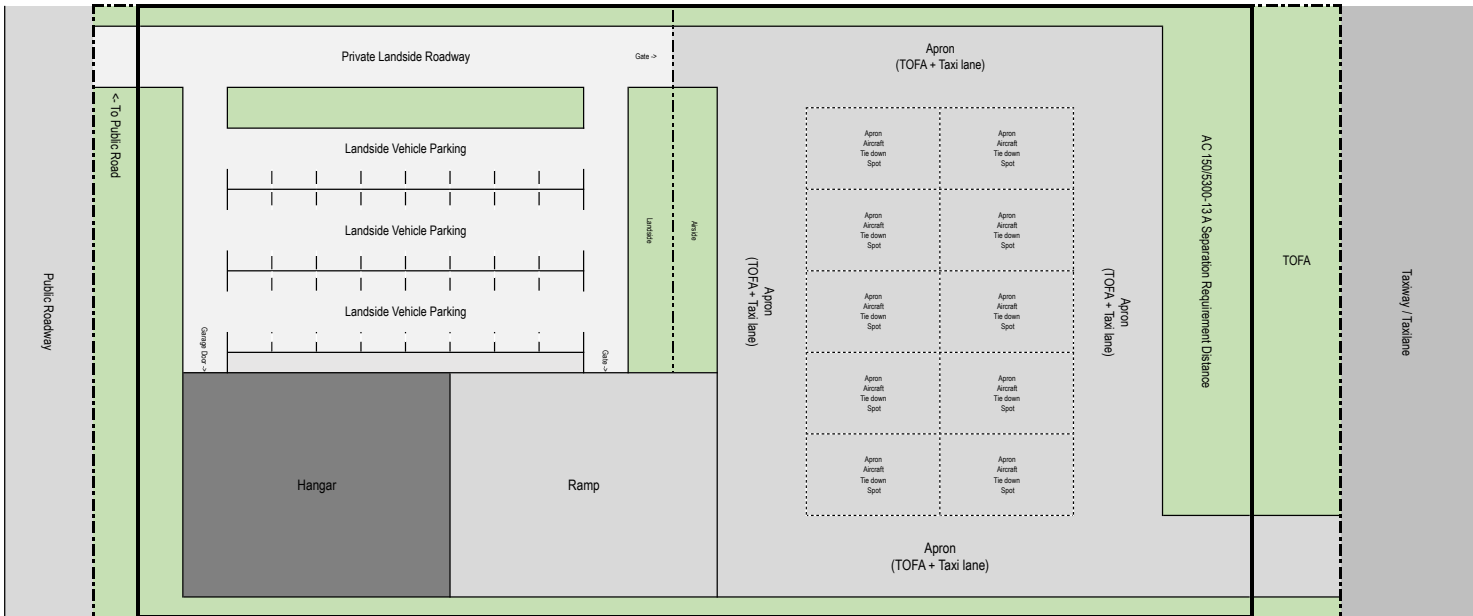 Private Landside Roadway
Gate ->
Apron
(TOFA + Taxi lane)
<- To Public Road
Landside Vehicle Parking
Landside Vehicle Parking
Landside Vehicle Parking
Garage Door ->
Gate ->
Landside
Airside
Public Roadway
Hangar
Ramp
Apron
(TOFA + Taxi lane)
Apron
Aircraft
Tie down
Spot
Apron
Aircraft
Tie down
Spot
Apron
Aircraft
Tie down
Spot
Apron
Aircraft
Tie down
Spot
Apron
Aircraft
Tie down
Spot
Apron
Aircraft
Tie down
Spot
Apron
Aircraft
Tie down
Spot
Apron
Aircraft
Tie down
Spot
Apron
Aircraft
Tie down
Spot
Apron
Aircraft
Tie down
Spot
Apron
(TOFA + Taxi lane)
Apron
(TOFA + Taxi lane)
AC 150/5300-13 A Separation Requirement Distance
TOFA
Taxiway / Taxilane